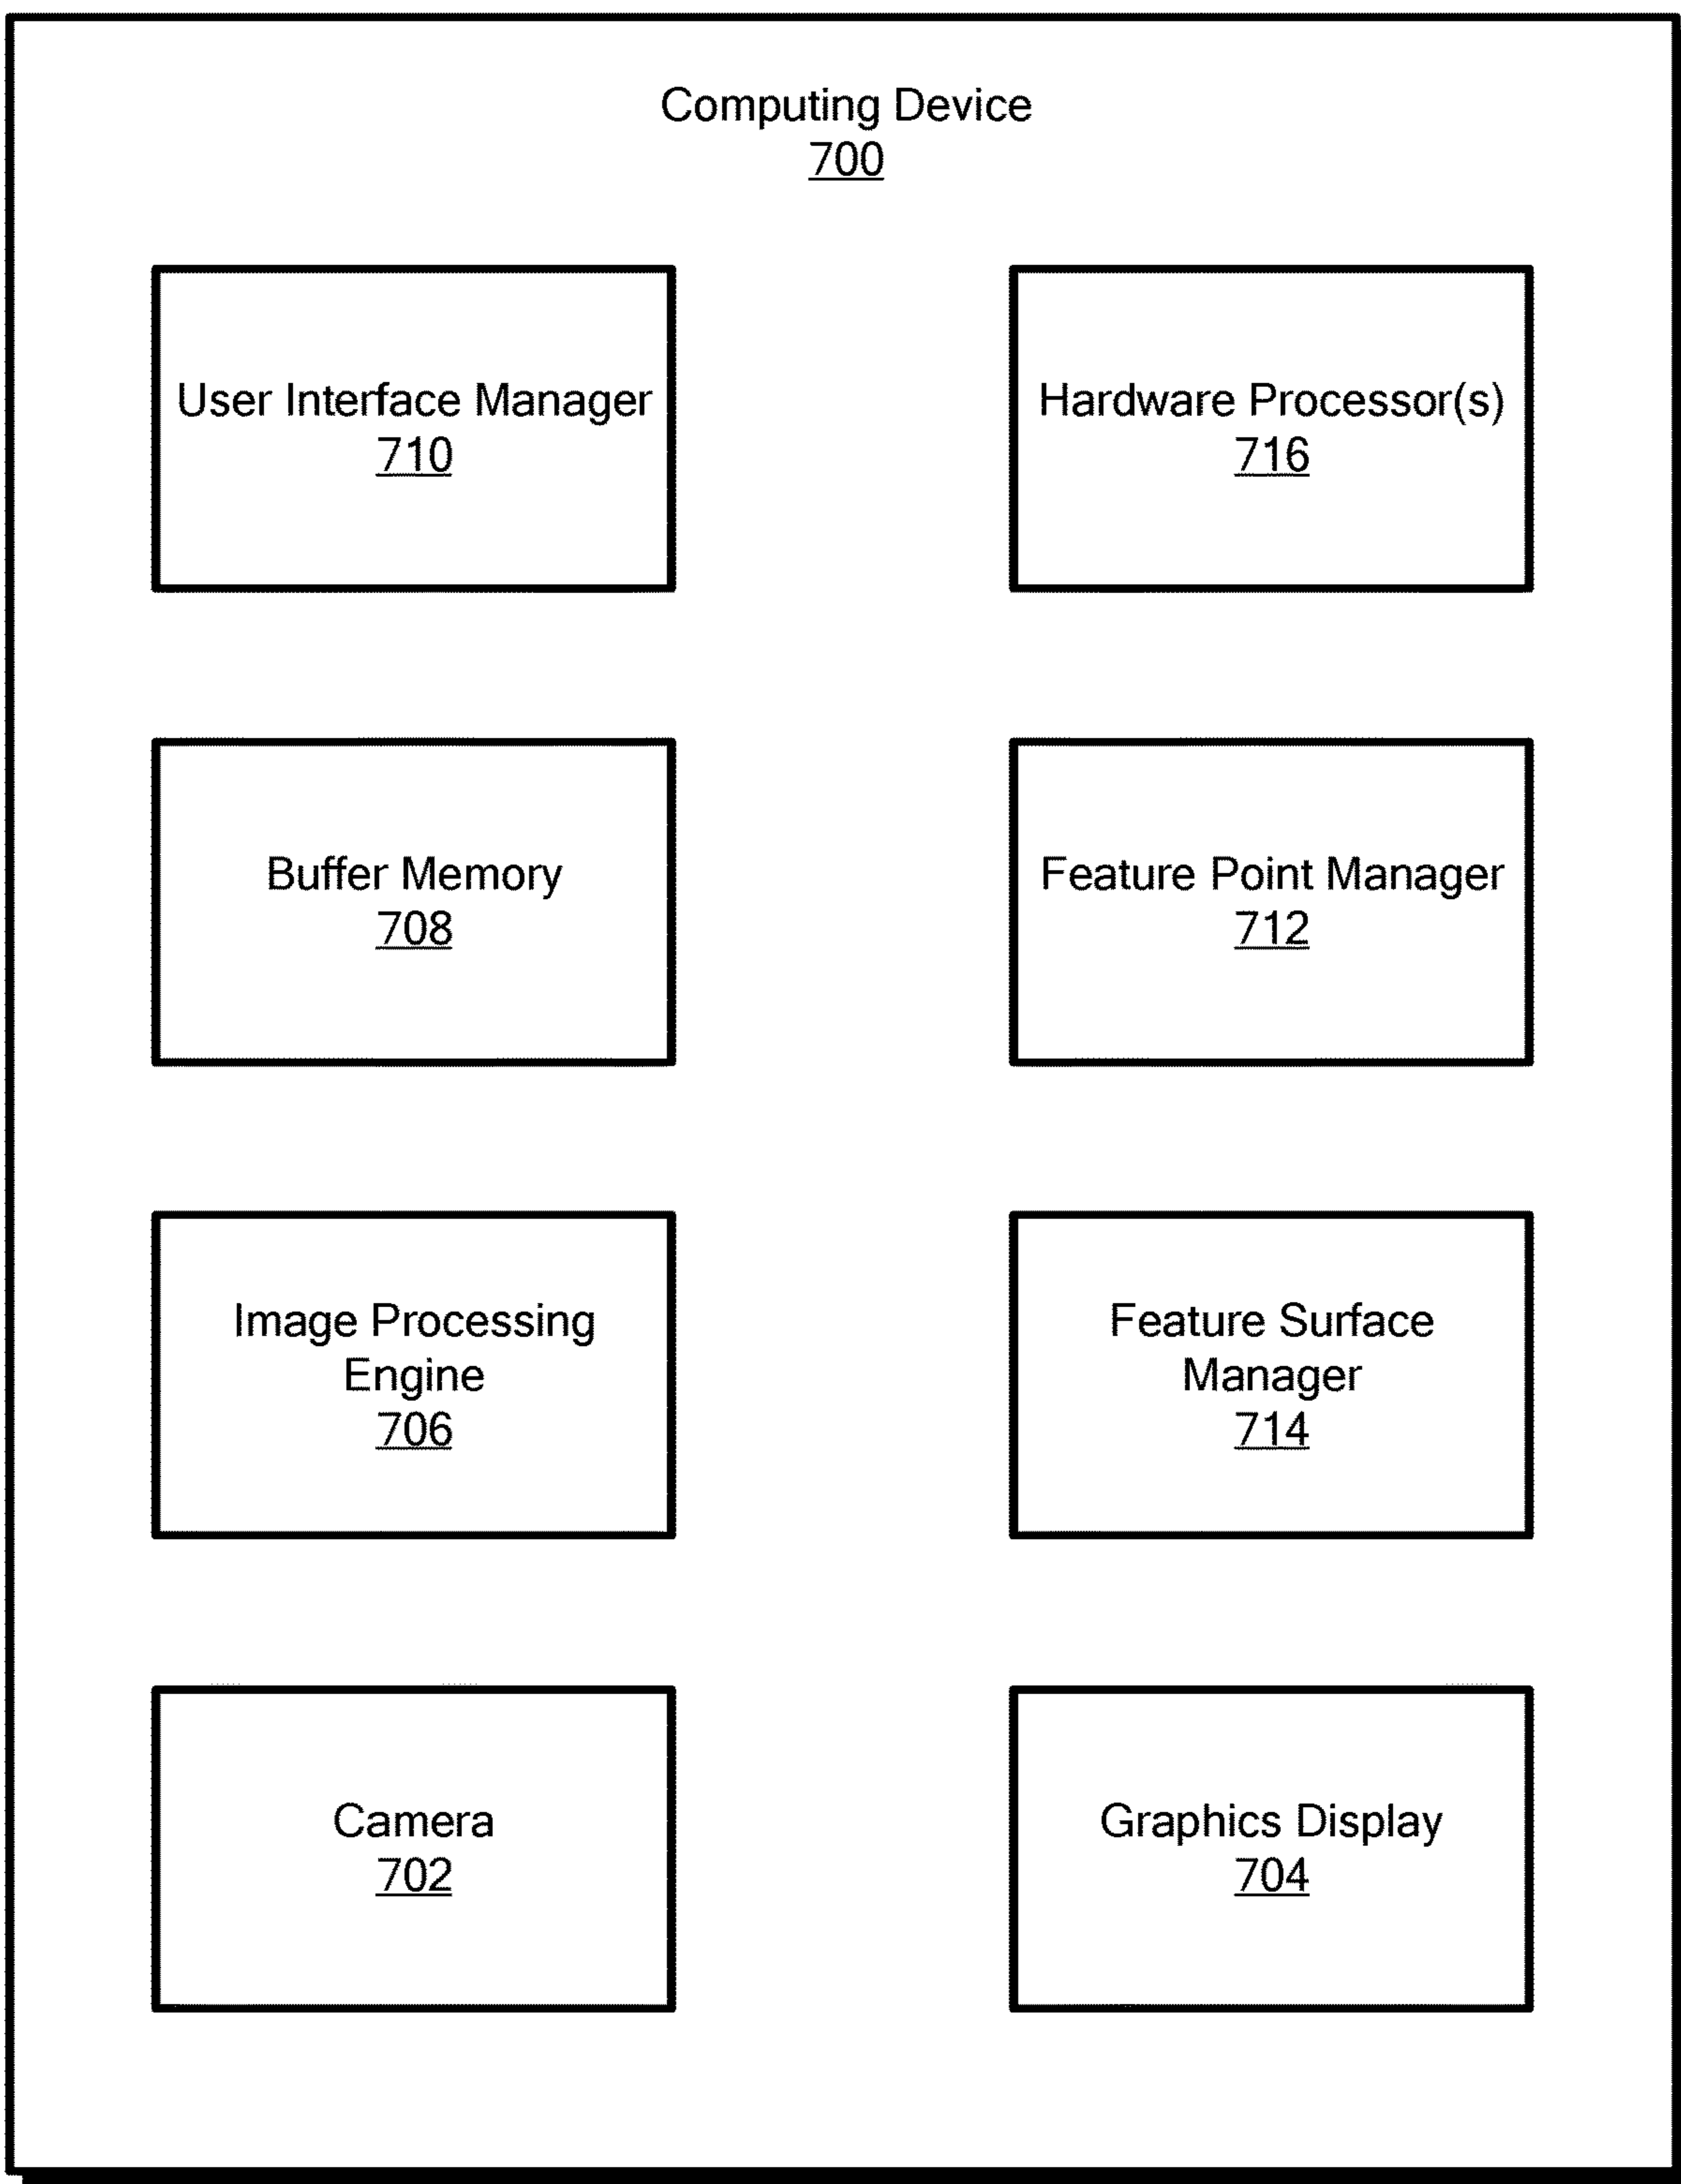 Computing Device
700
User Interface Manager
710
Hardware Processor(s)
716
Buffer Memory
708
Feature Point Manager
712
Image Processing
Engine
706
Feature Surface
Manager
714
Camera
702
Graphics Display
704